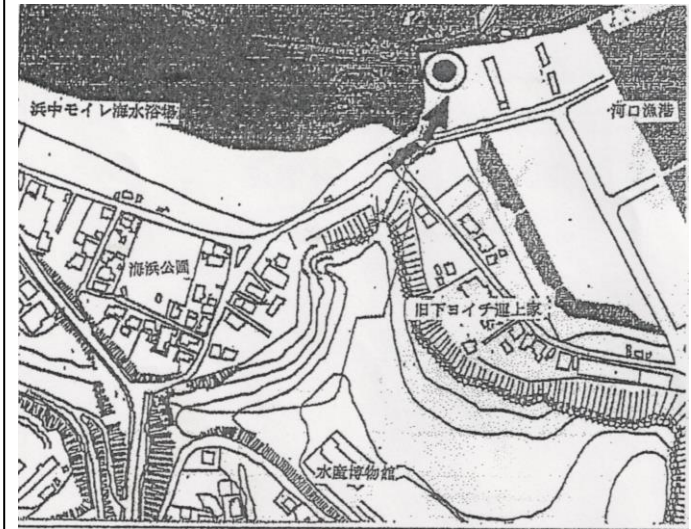 浜中モイレ海水浴場
河口漁港
海浜公園
旧下ヨイチ運上家
水産博物館